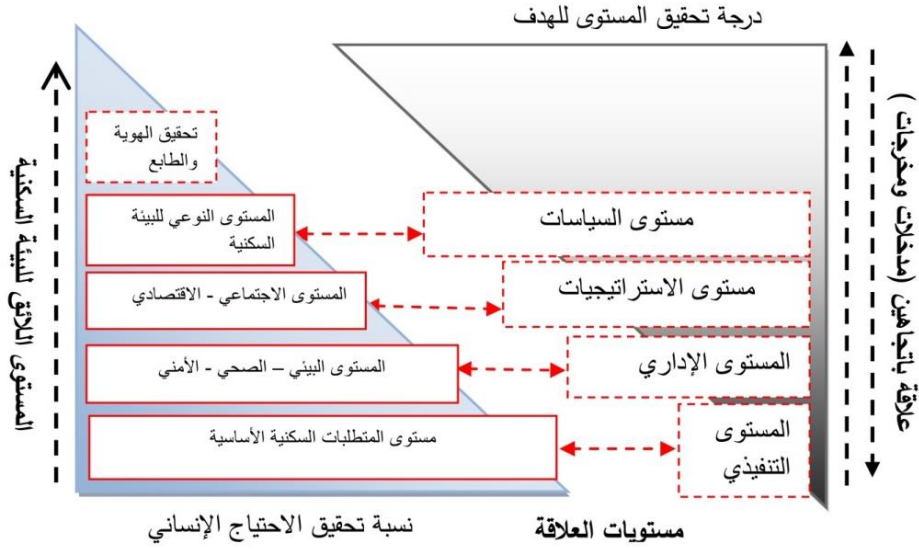 درجة تحقيق المستوى للهدف
علاقة باتجاهين (مدخلات ومخرجات )
مستوى السياسات
مستوى الاستراتيجيات
المستوى الإداري
المستوى
التنفيذي
مستويات العلاقة
تحقيق الهوية
والطابع
المستوى النوعي للبيئة
السكنية
المستوى الاجتماعي - الاقتصادي
المستوى البيئي – الصحي - الأمني
مستوى المتطلبات السكنية الأساسية
نسبة تحقيق الاحتياج الإنساني
المستوى اللائق للبيئة السكنية